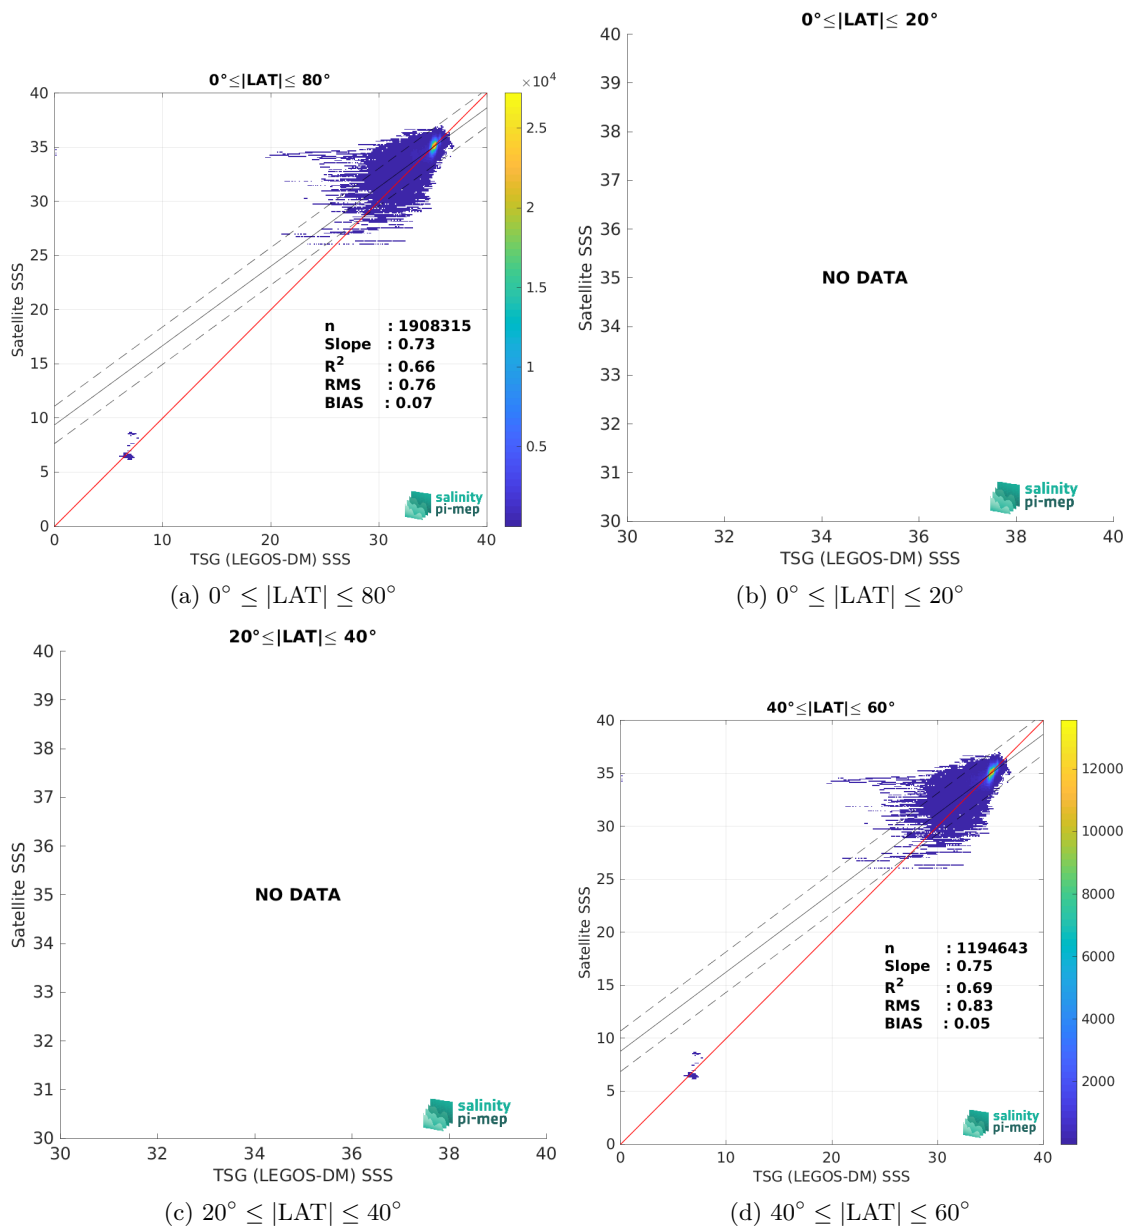 0°≤|LAT|≤ 80°
×10⁴
40
35
30
25
20
15
10
5
0
Satellite SSS
n : 1908315
Slope : 0.73
R² : 0.66
RMS : 0.76
BIAS : 0.07
salinity
pi-mep
0 10 20 30 40
TSG (LEGOS-DM) SSS
2.5
2
1.5
1
0.5
(a) 0° ≤ |LAT| ≤ 80°
0°≤|LAT|≤ 20°
40
39
38
37
36
35
34
33
32
31
30
Satellite SSS
NO DATA
salinity
pi-mep
30 32 34 36 38 40
TSG (LEGOS-DM) SSS
(b) 0° ≤ |LAT| ≤ 20°
20°≤|LAT|≤ 40°
40
39
38
37
36
35
34
33
32
31
30
Satellite SSS
NO DATA
salinity
pi-mep
30 32 34 36 38 40
TSG (LEGOS-DM) SSS
(c) 20° ≤ |LAT| ≤ 40°
40°≤|LAT|≤ 60°
40
35
30
25
20
15
10
5
0
Satellite SSS
n : 1194643
Slope : 0.75
R² : 0.69
RMS : 0.83
BIAS : 0.05
salinity
pi-mep
0 10 20 30 40
TSG (LEGOS-DM) SSS
12000
10000
8000
6000
4000
2000
(d) 40° ≤ |LAT| ≤ 60°